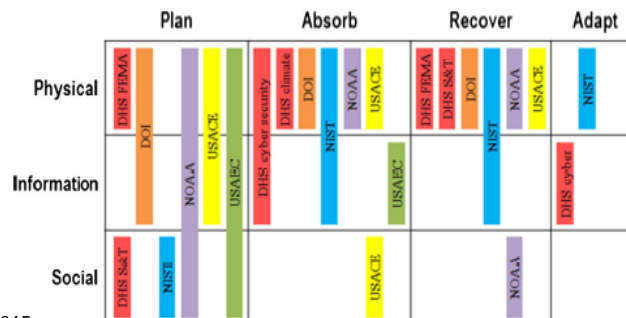 Plan Absorb Recover Adapt
Physical
DHS FEMA
DOI
NOAA
USACE
USAEC
DHS cyber security
DHS climate
DOI
NIST
NOAA
USACE
DHS FEMA
DHS S&T
DOI
NIST
NOAA
USACE
NIST
Information
USAEC
DHS cyber
Social
DHS S&T
USACE
NOAA